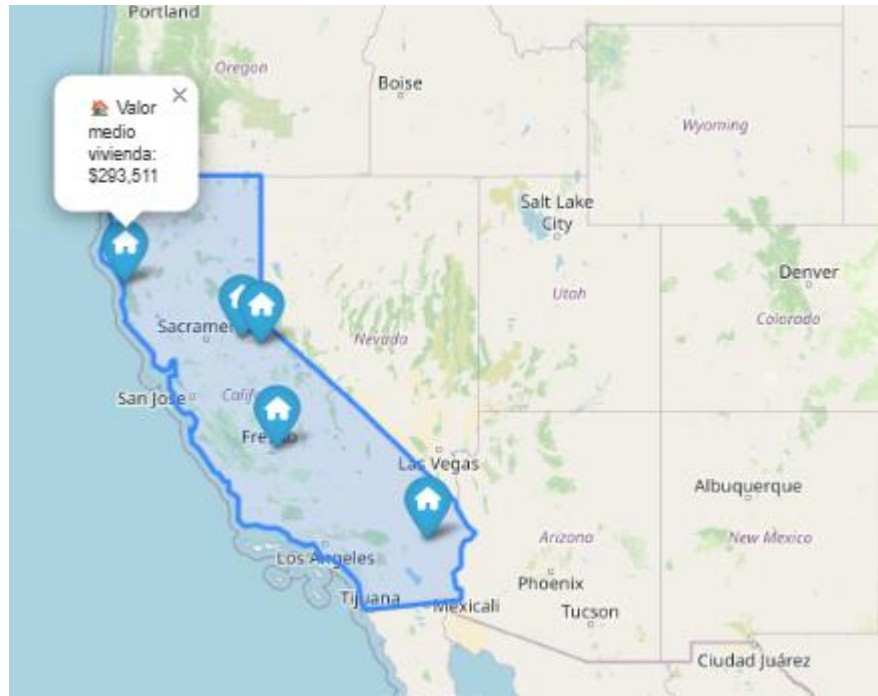 Portland
Oregon
Boise
×
🏠 Valor
medio
vivienda:
$293,511
Wyoming
Salt Lake
City
Denver
Utah
Colorado
Nevada
San Jose
Las Vegas
Albuquerque
Los Angeles
Arizona
New Mexico
Phoenix
Tijuana
Mexicali
Tucson
Ciudad Juárez